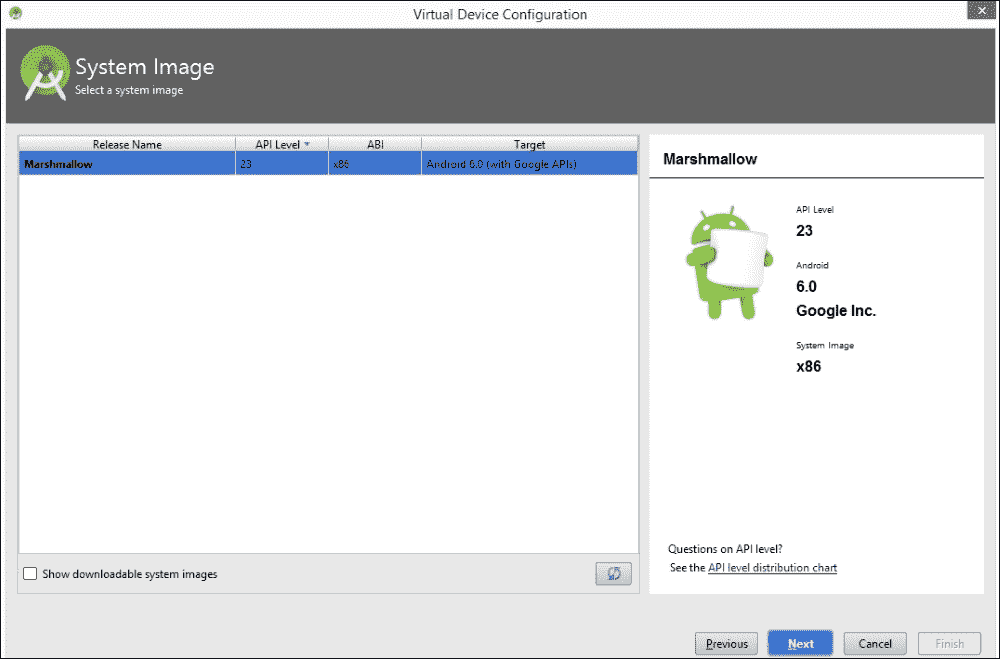 Virtual Device Configuration
System Image
Select a system image
Release Name API Level ABI Target
Marshmallow 23 x86 Android 6.0 (with Google APIs)
Show downloadable system images
Marshmallow
API Level
23
Android
6.0
Google Inc.
System Image
x86
Questions on API level?
See the API level distribution chart
Previous Next Cancel Finish